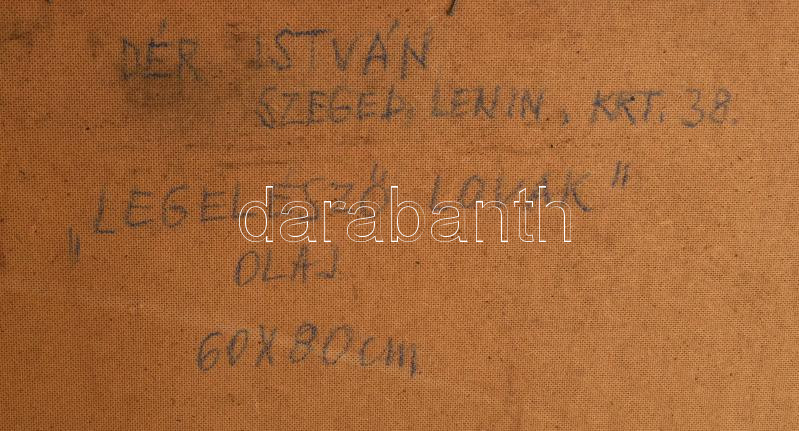 DÉR ISTVÁN
SZEGED. LENIN. KRT. 38.
„LEGELÉSZŐ LOVAK"
darabanth
OLAJ
60X80cm